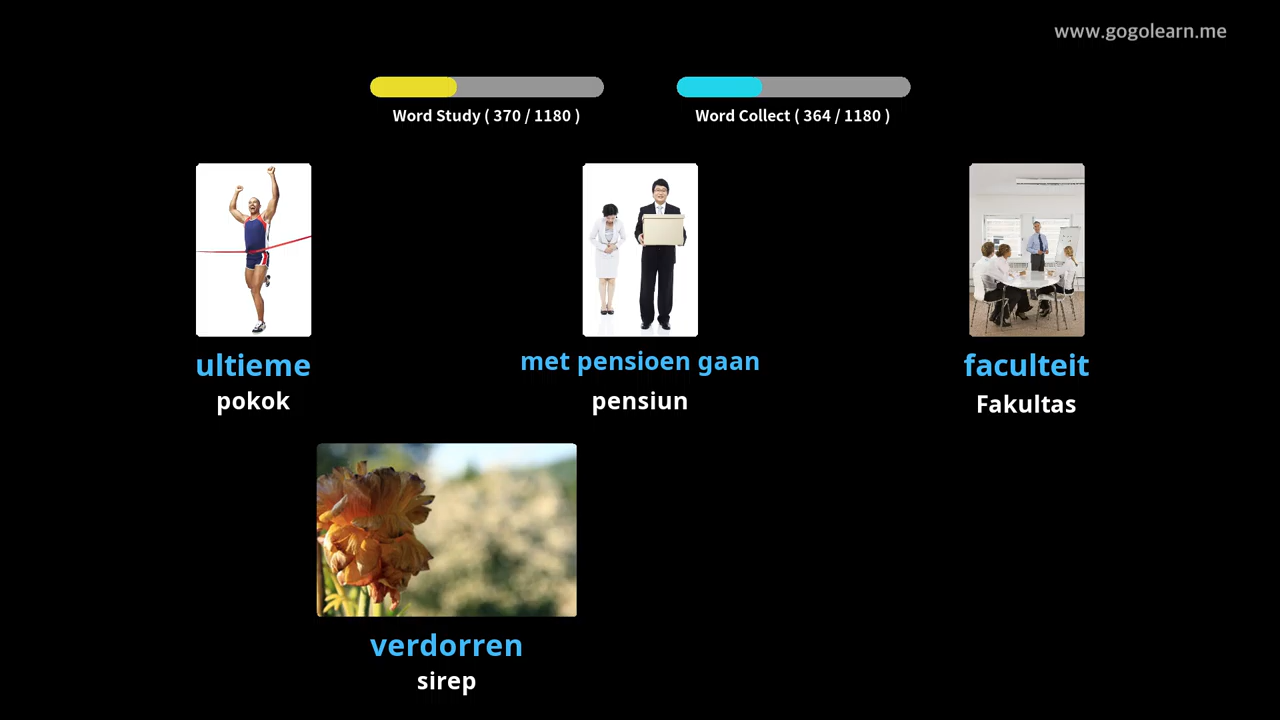 www.gogolearn.me
Word Study ( 370 / 1180 )
Word Collect ( 364 / 1180 )
ultieme
pokok
met pensioen gaan
pensiun
faculteit
Fakultas
verdorren
sirep